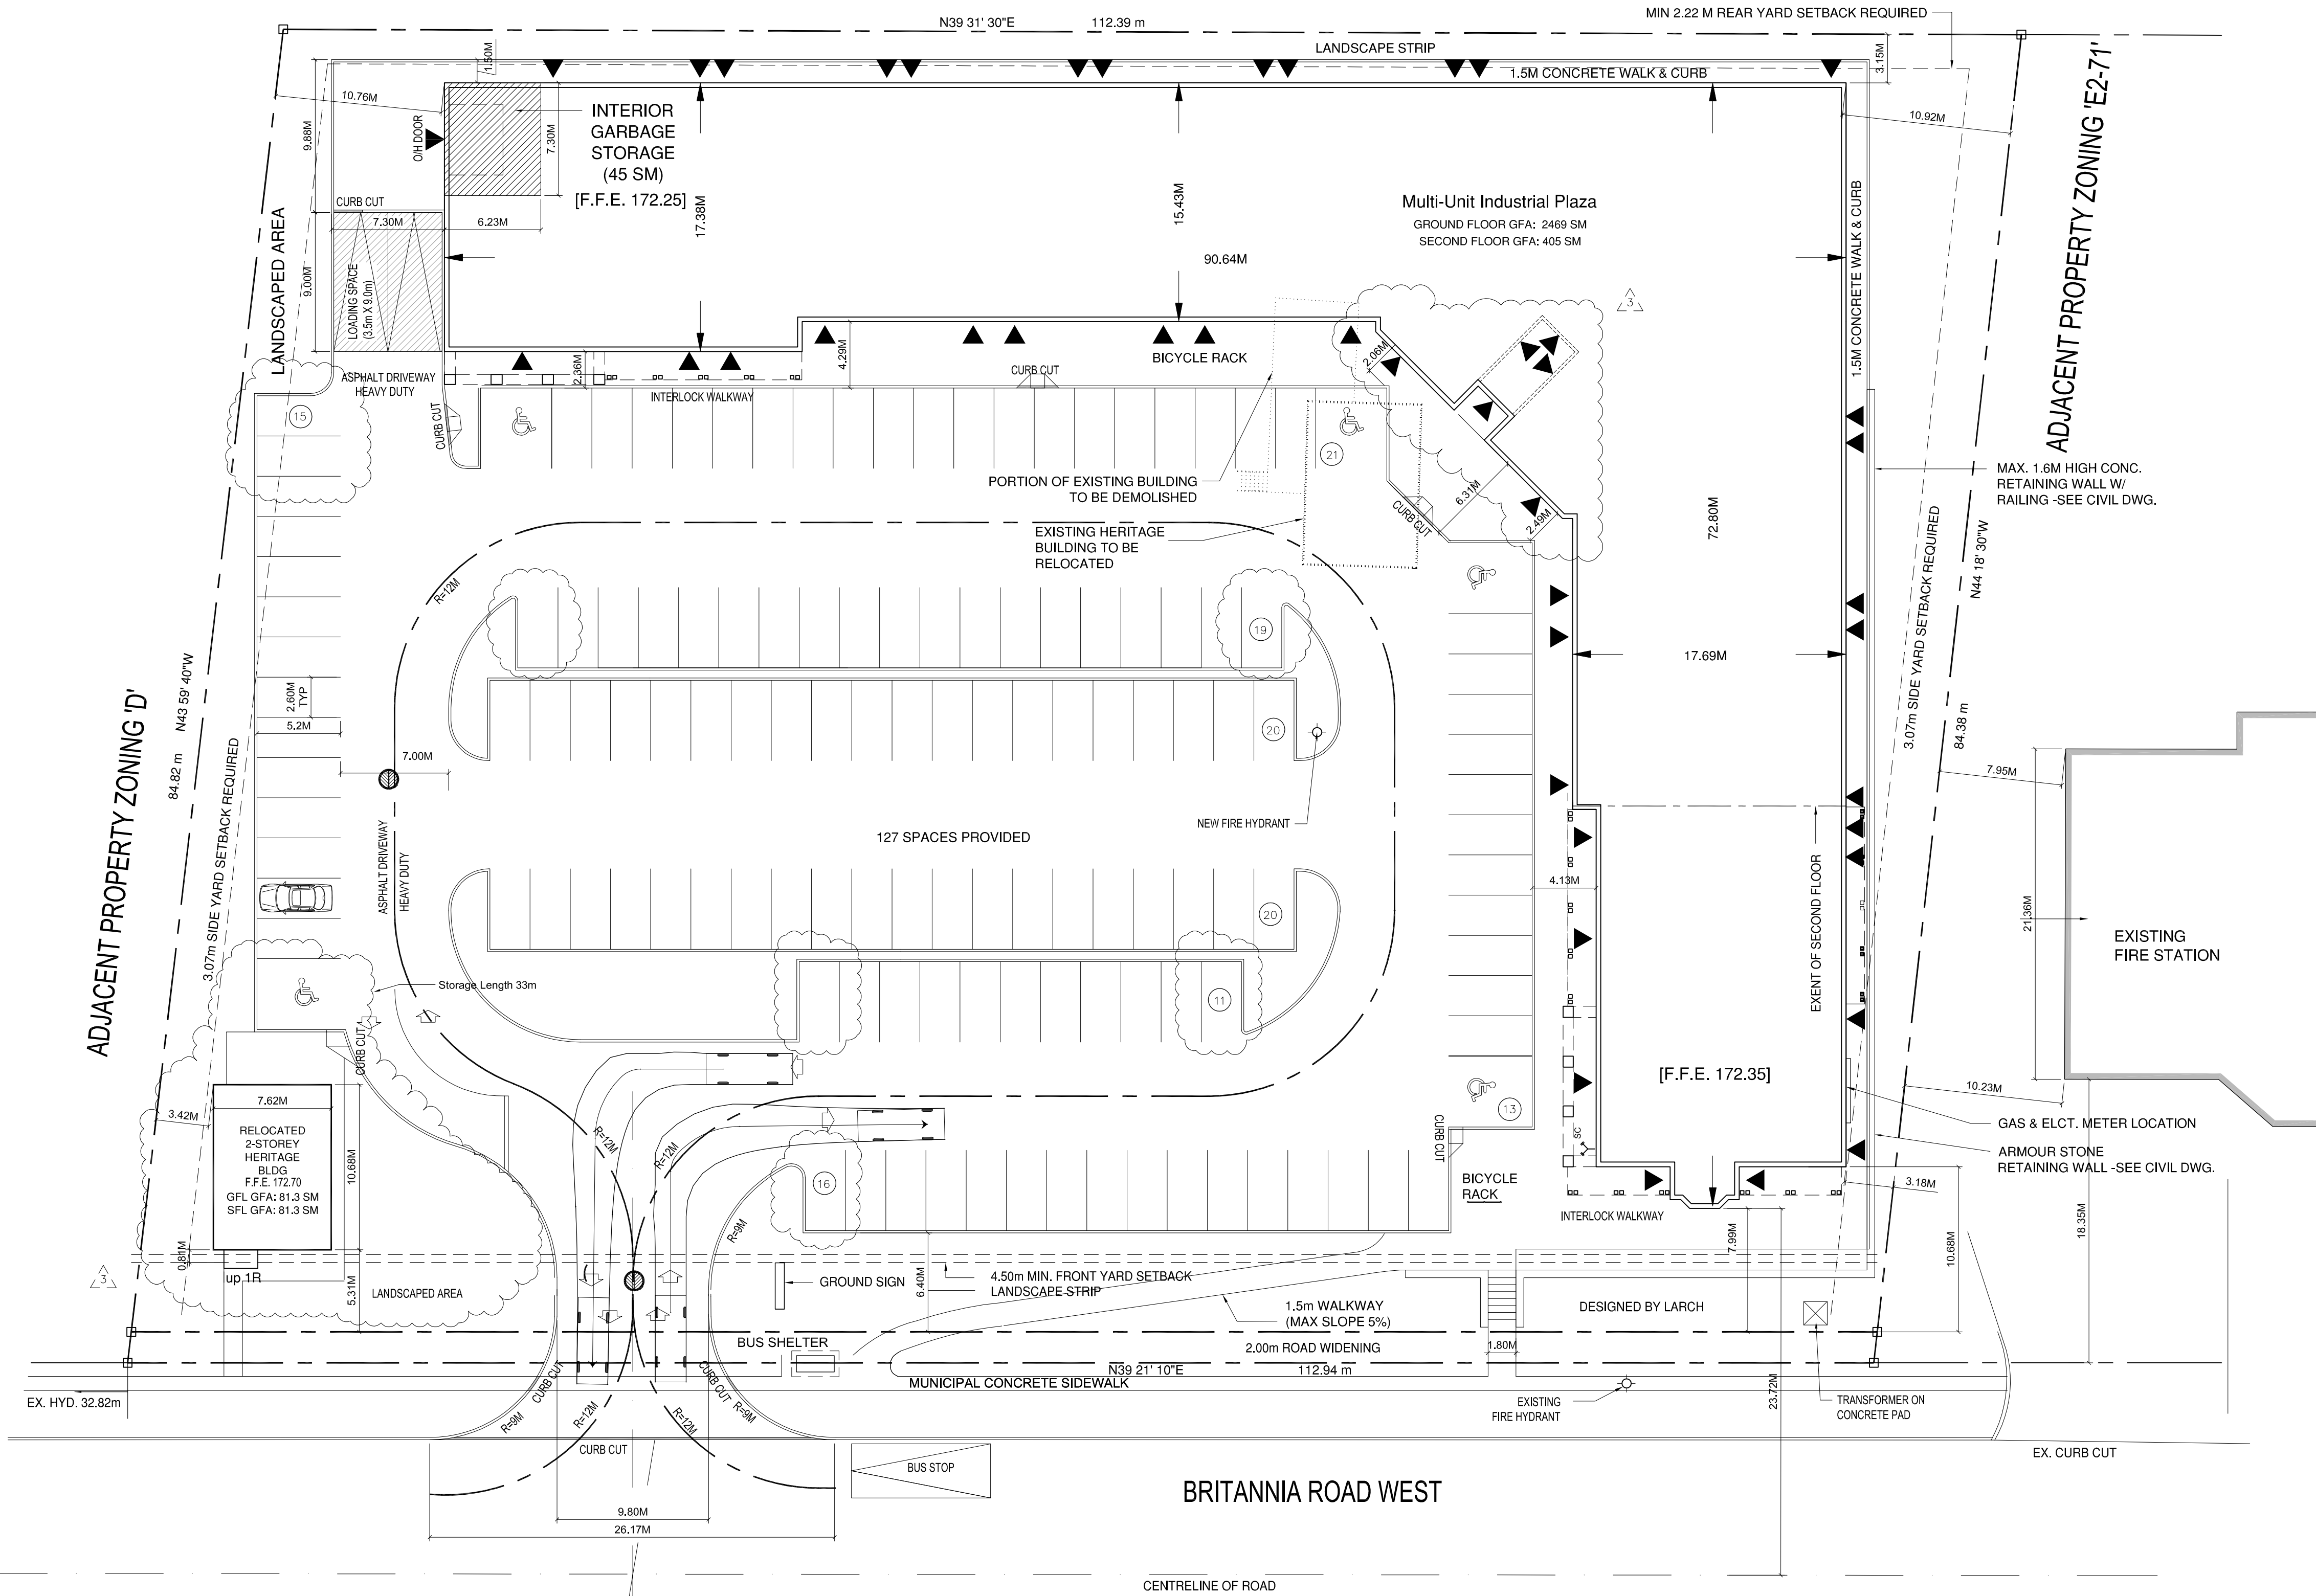 N39 31' 30"E
112.39 m
MIN 2.22 M REAR YARD SETBACK REQUIRED
LANDSCAPE STRIP
1.50M
1.5M CONCRETE WALK & CURB
3.15M
10.76M
9.88M
O/H DOOR
INTERIOR
GARBAGE
STORAGE
(45 SM)
[F.F.E. 172.25]
7.30M
10.92M
ADJACENT PROPERTY ZONING 'E2-71'
CURB CUT
7.30M
6.23M
17.38M
15.43M
Multi-Unit Industrial Plaza
GROUND FLOOR GFA: 2469 SM
SECOND FLOOR GFA: 405 SM
90.64M
1.5M CONCRETE WALK & CURB
LANDSCAPED AREA
9.00M
LOADING SPACE
(3.5m X 9.0m)
3
ASPHALT DRIVEWAY
HEAVY DUTY
2.36M
4.29M
BICYCLE RACK
CURB CUT
INTERLOCK WALKWAY
2.06M
15
CURB CUT
21
PORTION OF EXISTING BUILDING
TO BE DEMOLISHED
EXISTING HERITAGE
BUILDING TO BE
RELOCATED
CURB CUT
6.31M
2.49M
72.80M
MAX. 1.6M HIGH CONC.
RETAINING WALL W/
RAILING -SEE CIVIL DWG.
R=12M
19
17.69M
3.07m SIDE YARD SETBACK REQUIRED
N44 18' 30"W
84.38 m
ADJACENT PROPERTY ZONING 'D'
84.82 m
N43 59' 40"W
3.07m SIDE YARD SETBACK REQUIRED
2.60M
TYP
5.2M
7.00M
20
7.95M
NEW FIRE HYDRANT
127 SPACES PROVIDED
ASPHALT DRIVEWAY
HEAVY DUTY
4.13M
EXENT OF SECOND FLOOR
20
21.36M
EXISTING
FIRE STATION
Storage Length 33m
11
CURB CUT
[F.F.E. 172.35]
10.23M
7.62M
3.42M
RELOCATED
2-STOREY
HERITAGE
BLDG
F.F.E. 172.70
GFL GFA: 81.3 SM
SFL GFA: 81.3 SM
10.68M
R=12M
R=12M
13
CURB CUT
SC
GAS & ELCT. METER LOCATION
ARMOUR STONE
RETAINING WALL -SEE CIVIL DWG.
16
BICYCLE
RACK
3.18M
INTERLOCK WALKWAY
R=9M
18.35M
0.81M
up 1R
3
5.31M
LANDSCAPED AREA
GROUND SIGN
6.40M
4.50m MIN. FRONT YARD SETBACK
LANDSCAPE STRIP
7.99M
10.68M
1.5m WALKWAY
(MAX SLOPE 5%)
DESIGNED BY LARCH
BUS SHELTER
2.00m ROAD WIDENING
1.80M
N39 21' 10"E
112.94 m
MUNICIPAL CONCRETE SIDEWALK
EX. HYD. 32.82m
CURB CUT
CURB CUT
R=9M
R=12M
R=12M
R=9M
EXISTING
FIRE HYDRANT
23.72M
TRANSFORMER ON
CONCRETE PAD
CURB CUT
BUS STOP
EX. CURB CUT
BRITANNIA ROAD WEST
9.80M
26.17M
CENTRELINE OF ROAD